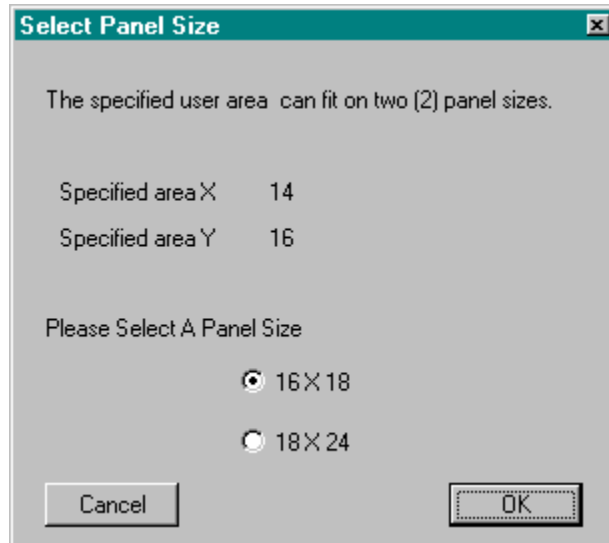 Select Panel Size
The specified user area  can fit on two (2) panel sizes.
Specified area X 14
Specified area Y 16
Please Select A Panel Size
16 X 18
18 X 24
Cancel OK